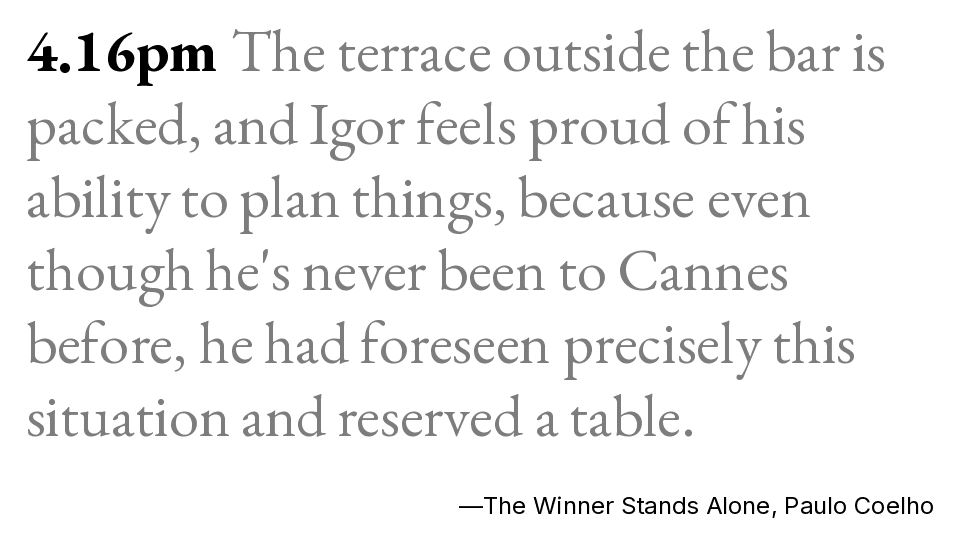 4.16pm The terrace outside the bar is
packed, and Igor feels proud of his
ability to plan things, because even
though he's never been to Cannes
before, he had foreseen precisely this
situation and reserved a table.
—The Winner Stands Alone, Paulo Coelho